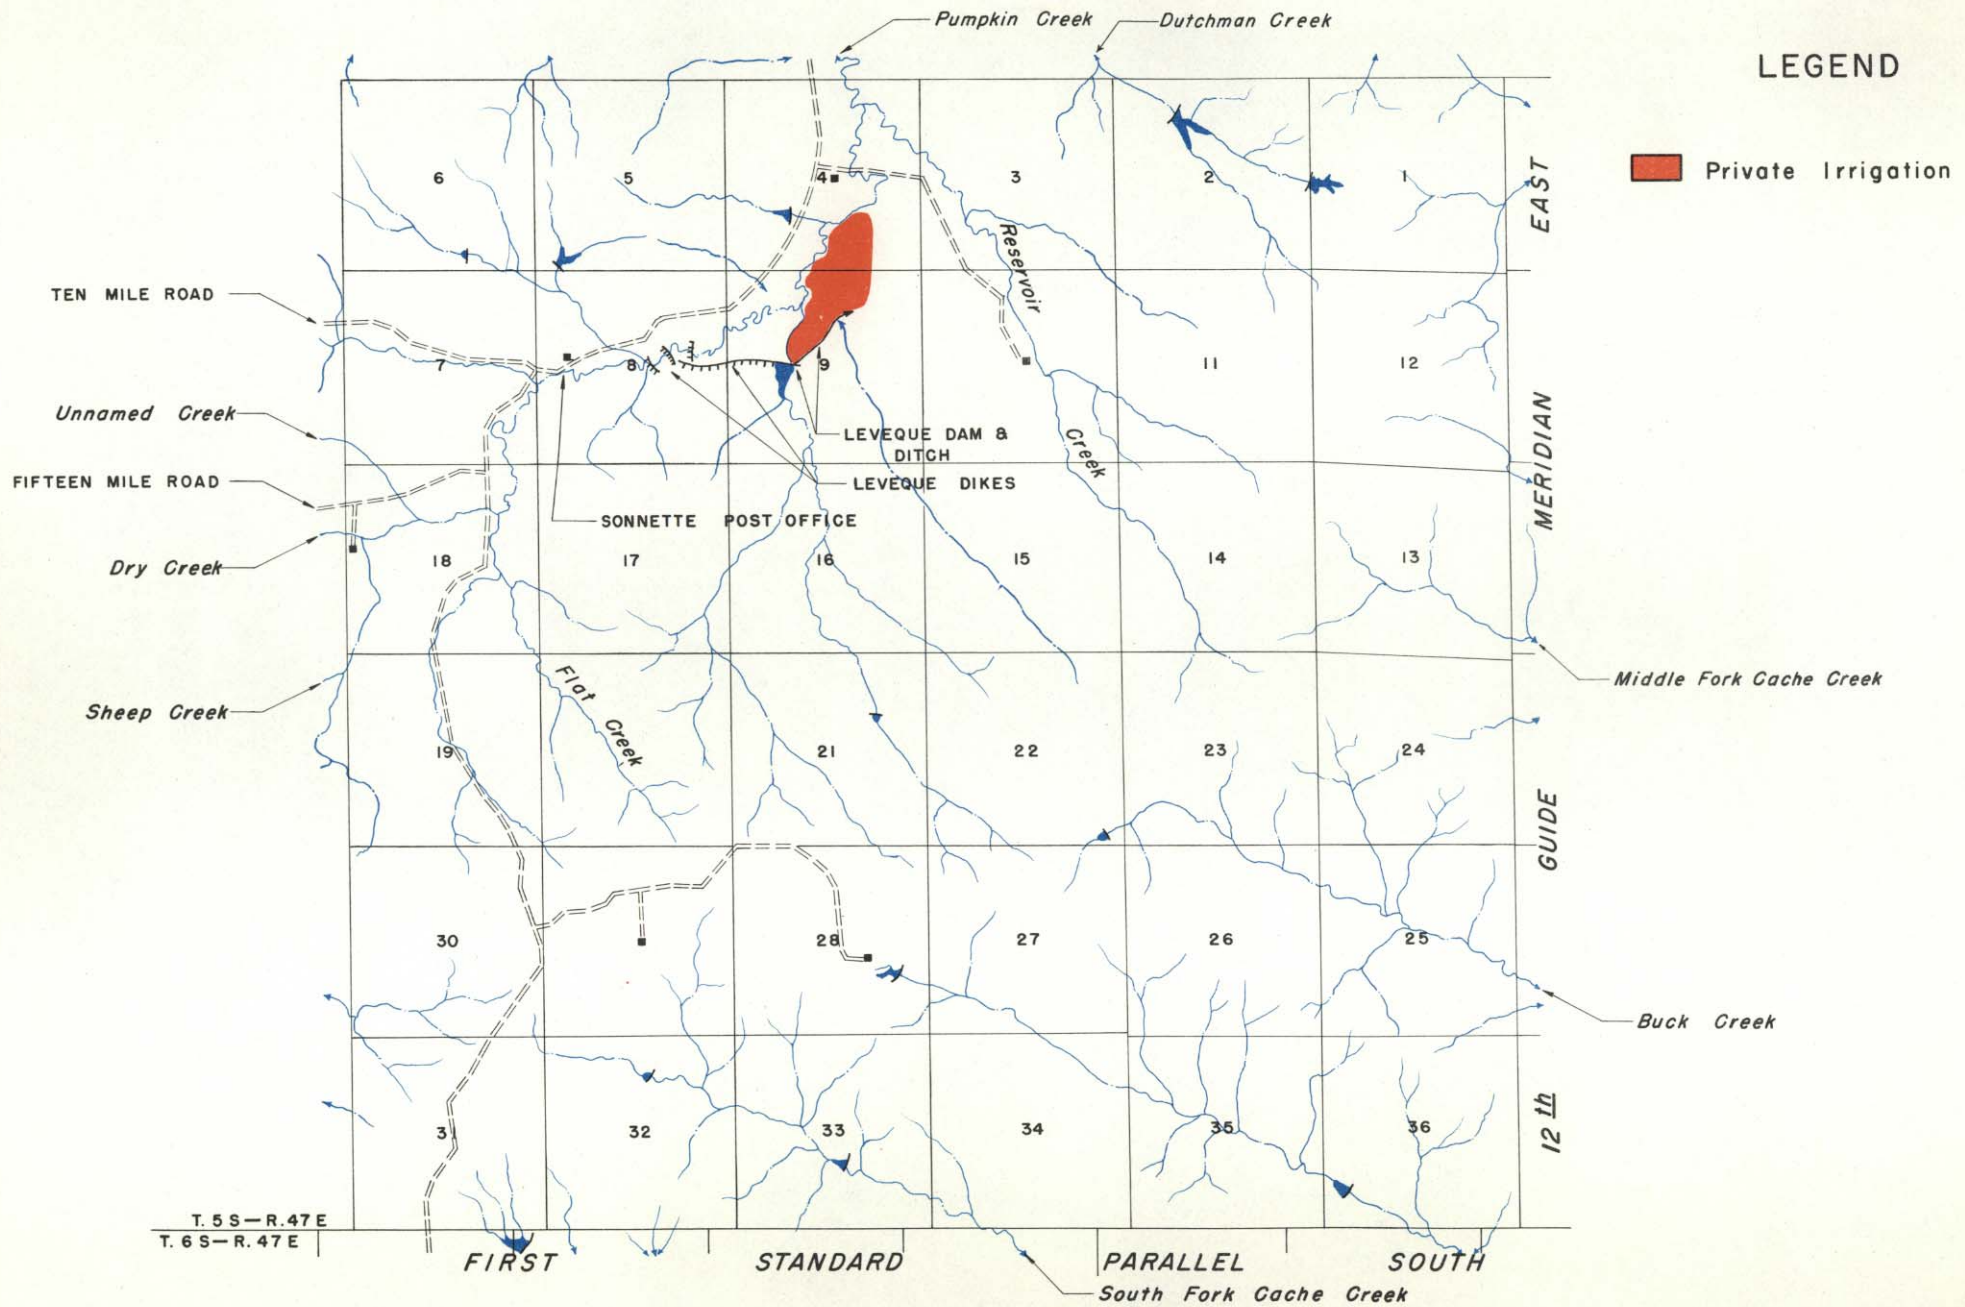 Pumpkin Creek
Dutchman Creek
LEGEND
Private Irrigation
6
5
4
3
2
1
EAST
Reservoir
TEN MILE ROAD
7
8
9
11
12
MERIDIAN
Unnamed Creek
LEVEQUE DAM &
DITCH
Creek
FIFTEEN MILE ROAD
LEVEQUE DIKES
SONNETTE POST OFFICE
Dry Creek
18
17
16
15
14
13
Flat
Creek
Middle Fork Cache Creek
Sheep Creek
19
21
22
23
24
GUIDE
30
28
27
26
25
Buck Creek
31
32
33
34
35
36
12th
T. 5 S—R. 47 E
T. 6 S—R. 47 E
FIRST STANDARD PARALLEL SOUTH
South Fork Cache Creek